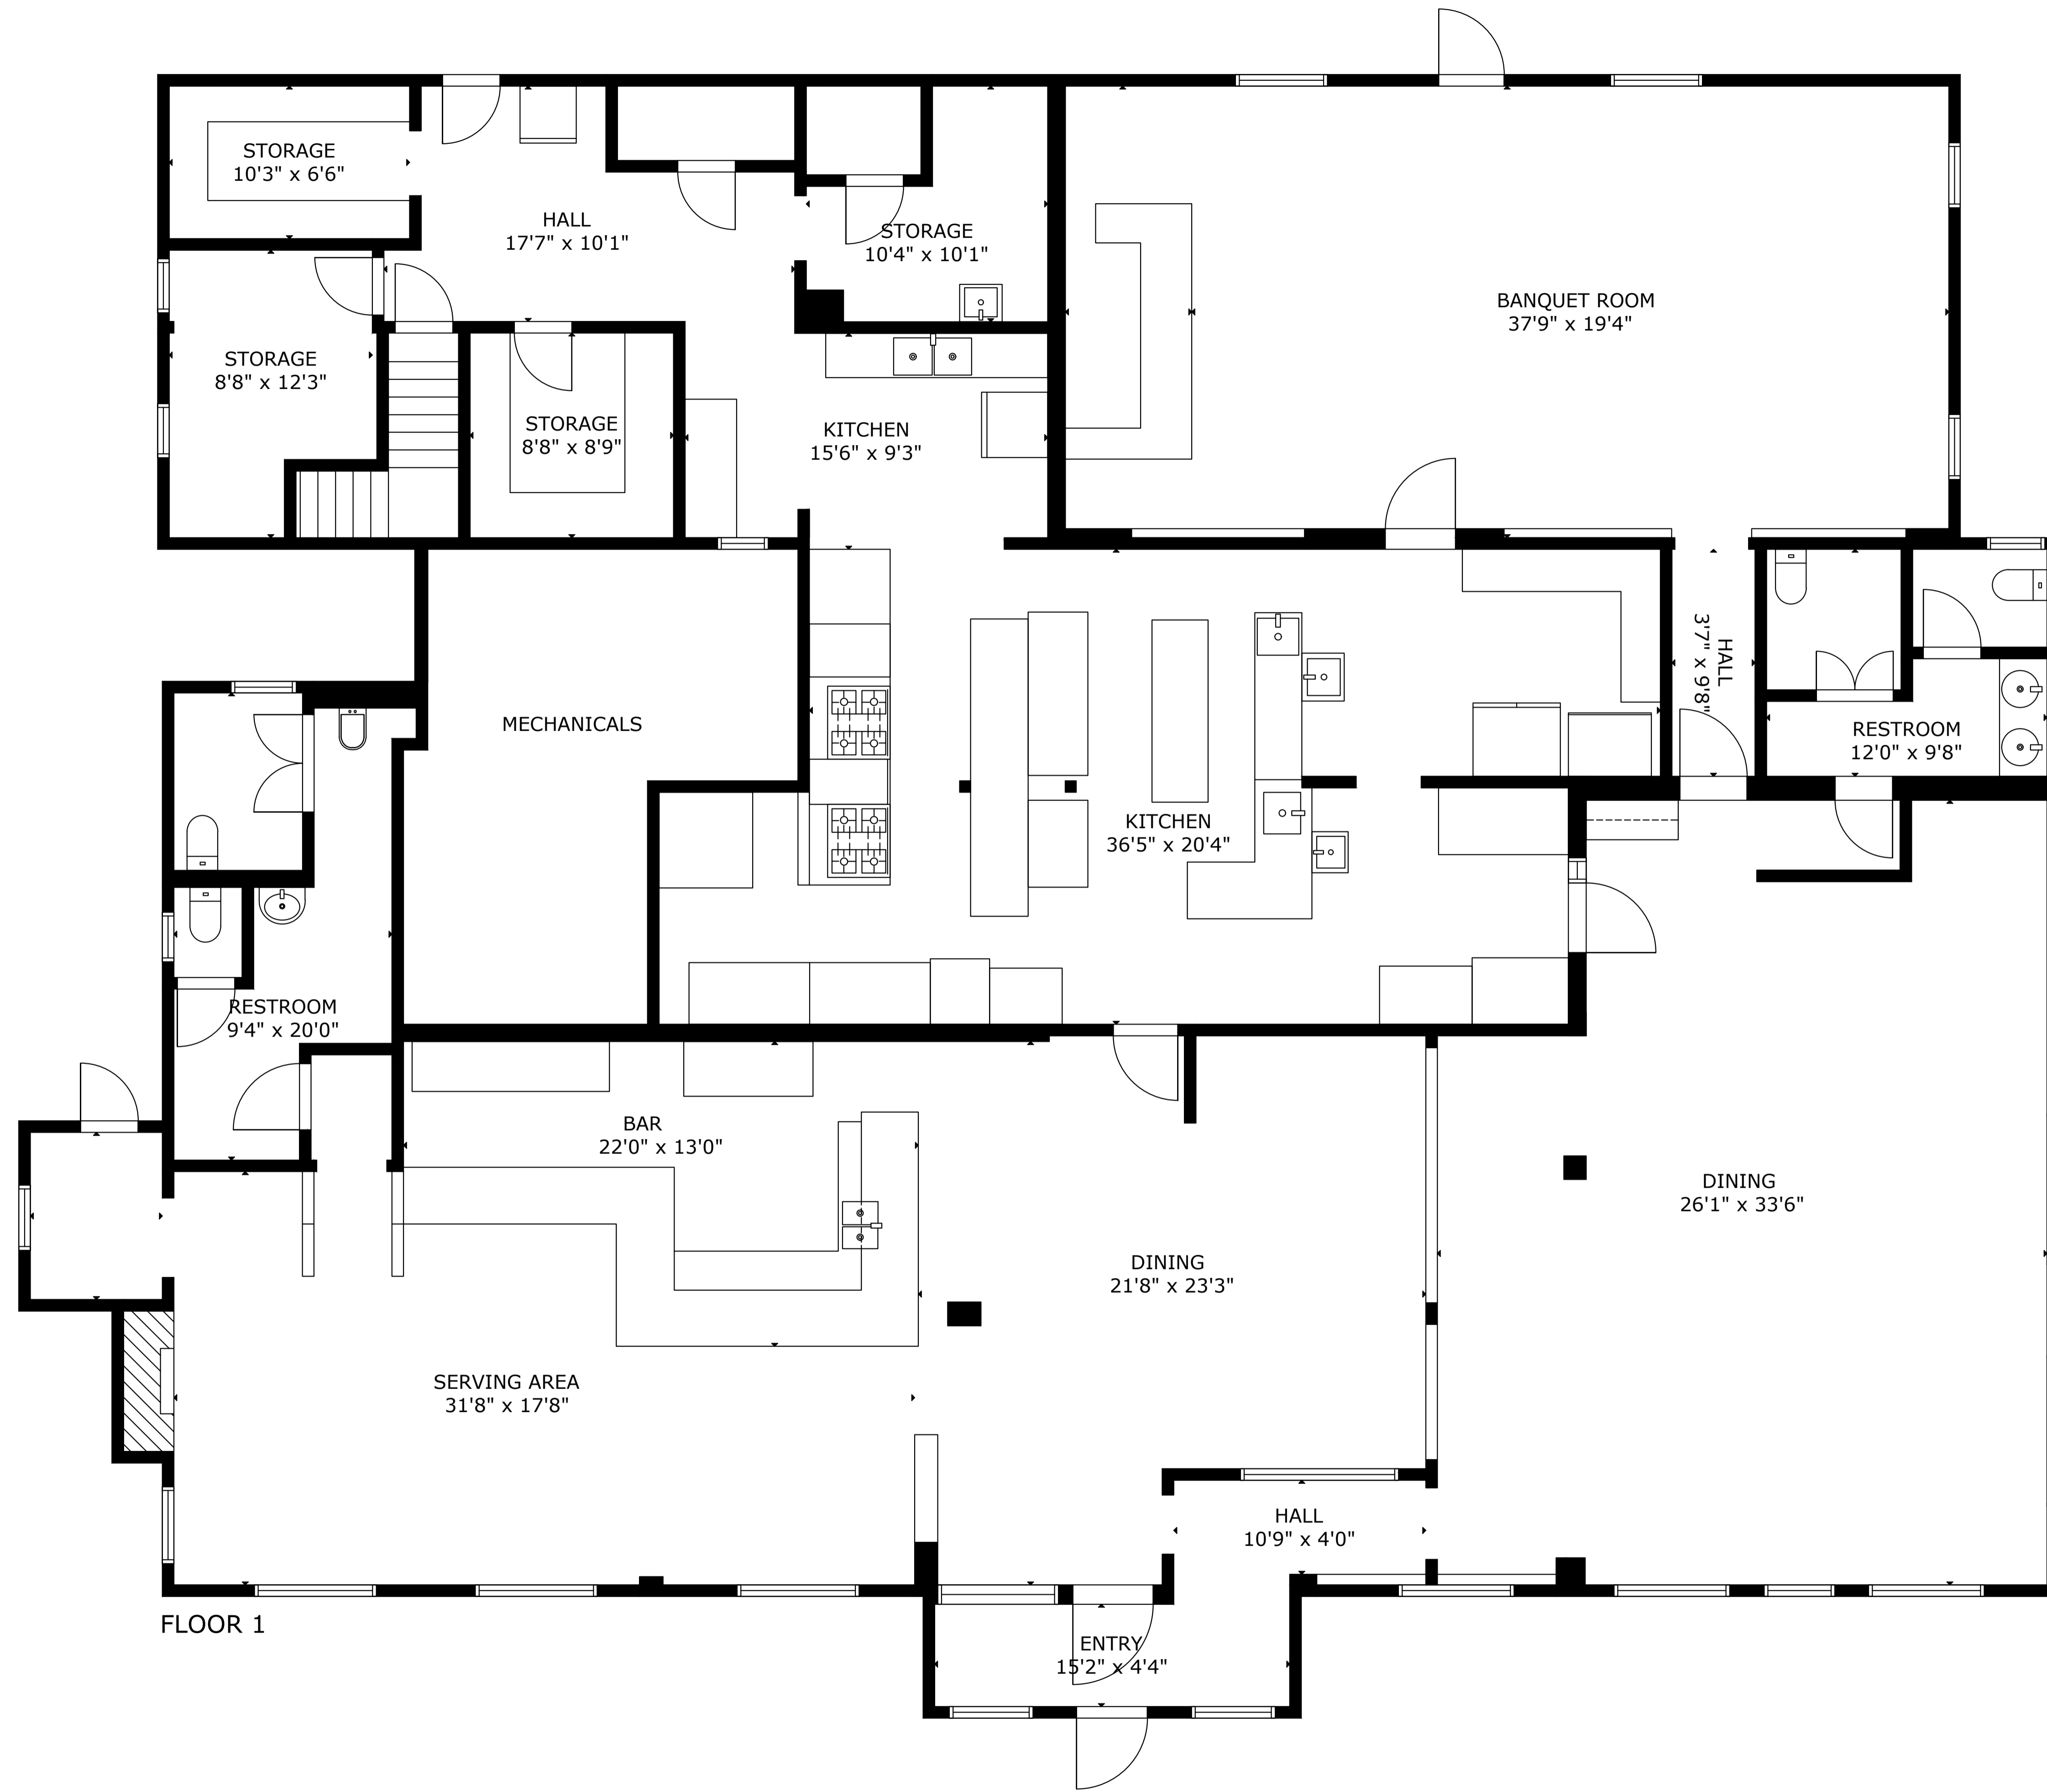 STORAGE
10'3" x 6'6"
HALL
17'7" x 10'1"
STORAGE
10'4" x 10'1"
BANQUET ROOM
37'9" x 19'4"
STORAGE
8'8" x 12'3"
STORAGE
8'8" x 8'9"
KITCHEN
15'6" x 9'3"
MECHANICALS
HALL
3'7" x 9'8"
RESTROOM
12'0" x 9'8"
KITCHEN
36'5" x 20'4"
RESTROOM
9'4" x 20'0"
BAR
22'0" x 13'0"
DINING
26'1" x 33'6"
DINING
21'8" x 23'3"
SERVING AREA
31'8" x 17'8"
HALL
10'9" x 4'0"
FLOOR 1
ENTRY
15'2" x 4'4"